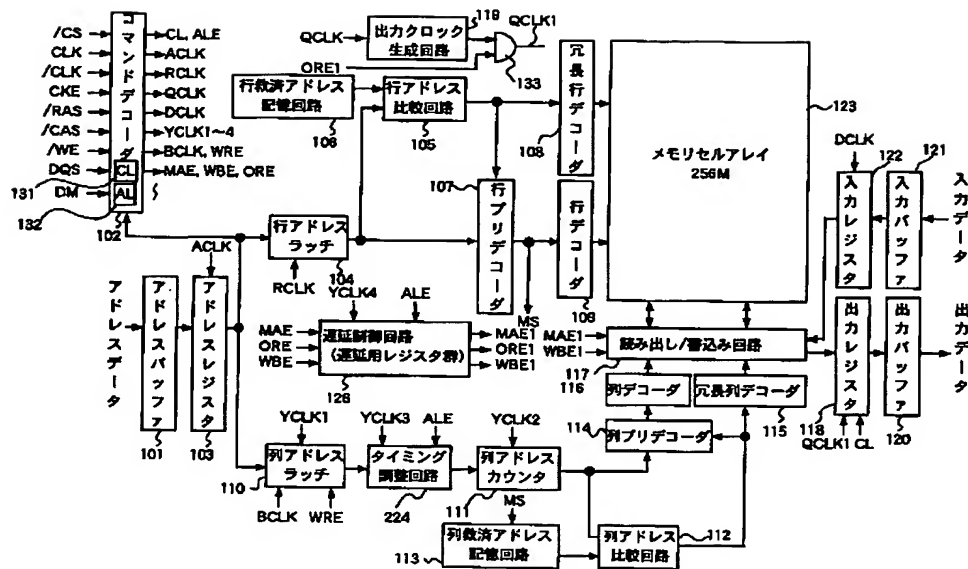 /CS
CLK
/CLK
CKE
/RAS
/CAS
/WE
DQS
DM
コマンドデコーダ
CL
AL
131
132
102
CL, ALE
ACLK
RCLK
QCLK
DCLK
YCLK1～4
BCLK, WRE
MAE, WBE, ORE
QCLK
出力クロック
生成回路
119
QCLK1
ORE1
133
行救済アドレス
記憶回路
106
行アドレス
比較回路
105
冗長行デコーダ
108
メモリセルアレイ
256M
123
107
行プリデコーダ
行デコーダ
109
MS
行アドレス
ラッチ
104
RCLK
DCLK
122
121
入力レジスタ
入力バッファ
入力データ
アドレスデータ
アドレスバッファ
101
ACLK
アドレスレジスタ
103
YCLK4
ALE
MAE
ORE
WBE
遅延制御回路
(遅延用レジスタ群)
126
MAE1
ORE1
WBE1
MAE1
WBE1
読み出し/書込み回路
117
116
列デコーダ
冗長列デコーダ
115
出力レジスタ
118
QCLK1
CL
出力バッファ
120
出力データ
114
列プリデコーダ
YCLK1
列アドレス
ラッチ
110
BCLK
WRE
YCLK3
ALE
タイミング
調整回路
224
YCLK2
列アドレス
カウンタ
111
MS
列救済アドレス
記憶回路
113
列アドレス
比較回路
112